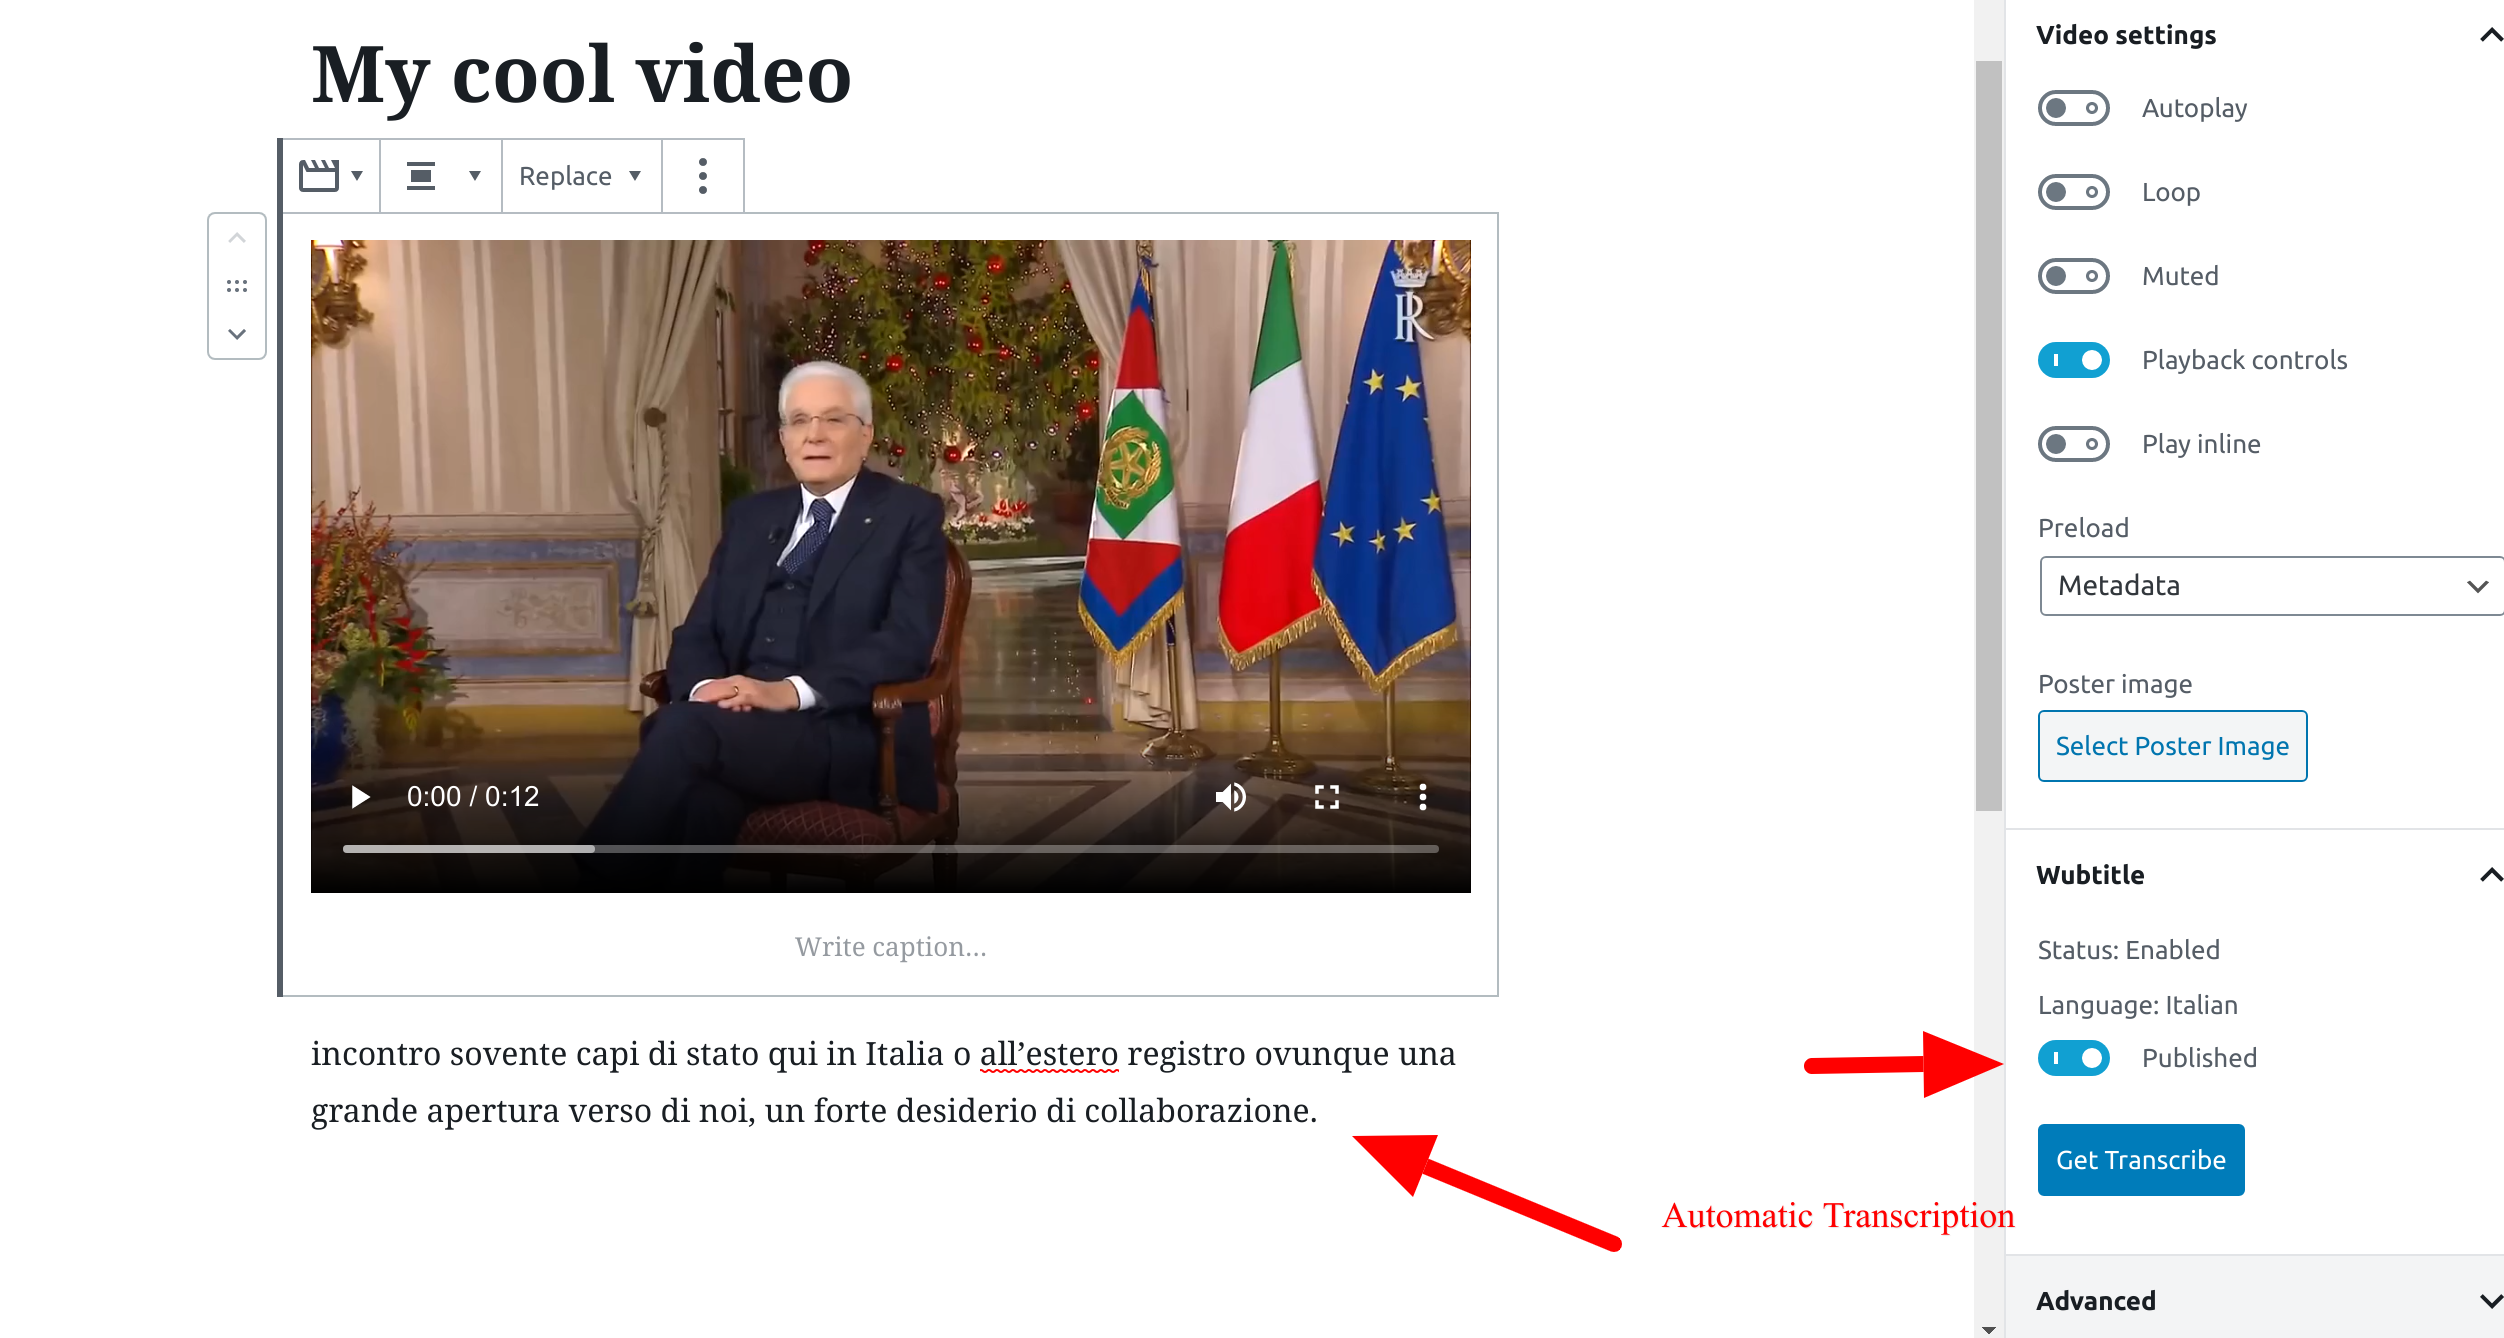 My cool video
Replace
0:00 / 0:12
Write caption...
incontro sovente capi di stato qui in Italia o all’estero registro ovunque una
grande apertura verso di noi, un forte desiderio di collaborazione.
Automatic Transcription
Video settings
Autoplay
Loop
Muted
Playback controls
Play inline
Preload
Metadata
Poster image
Select Poster Image
Wubtitle
Status: Enabled
Language: Italian
Published
Get Transcribe
Advanced